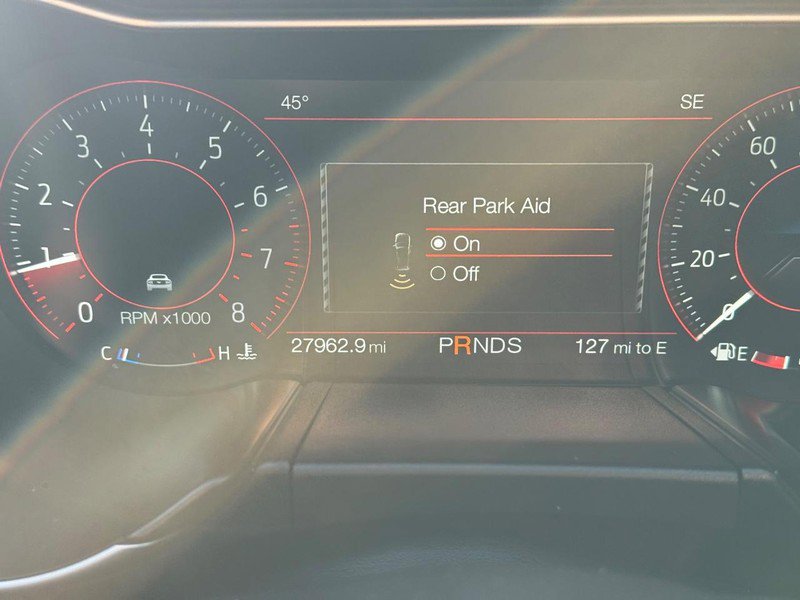 45° SE
0 1 2 3 4 5 6 7 8
RPM x1000
Rear Park Aid
On
Off
0 20 40 60
C H
27962.9 mi PRNDS 127 mi to E
E